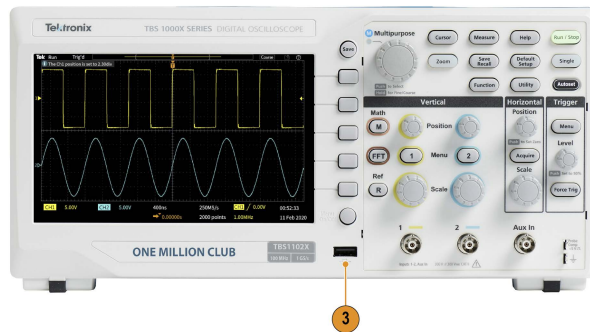 Tektronix TBS 1000X SERIES DIGITAL OSCILLOSCOPE
Tek Run Trig'd Coarse
The Ch1 position is set to 2.36div
CH1 5.00V CH2 5.00V 400ns 250MS/s CH1 / 0.00V 00:52:33
0.00000s 2000 points 1.00MHz 11 Feb 2020
ONE MILLION CLUB
TBS1102X
100 MHz 1 GS/s
Save
Multipurpose
Cursor Measure Help Run / Stop
Zoom Save Recall Default Setup Single
Function Utility Autoset
Vertical Horizontal Trigger
Math Position
M Position Menu
FFT 1 Menu 2 Acquire Level
Ref Scale
R Scale Force Trig
1 2 Aux In
3